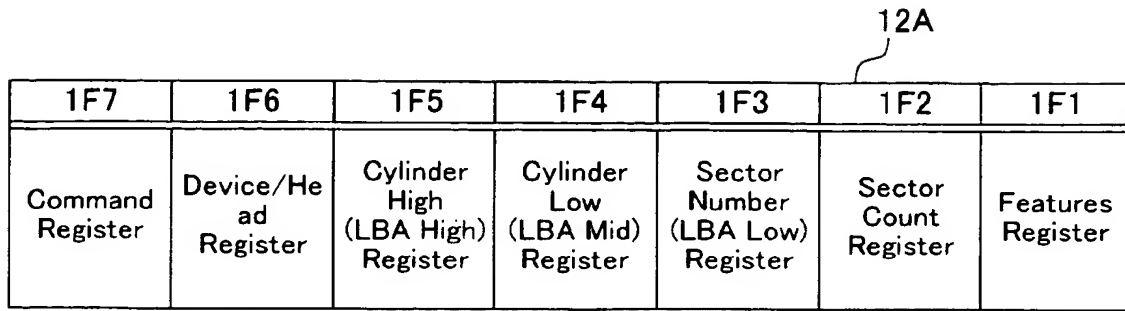 12A
1F7 1F6 1F5 1F4 1F3 1F2 1F1
Command
Register
Device/He
ad
Register
Cylinder
High
(LBA High)
Register
Cylinder
Low
(LBA Mid)
Register
Sector
Number
(LBA Low)
Register
Sector
Count
Register
Features
Register